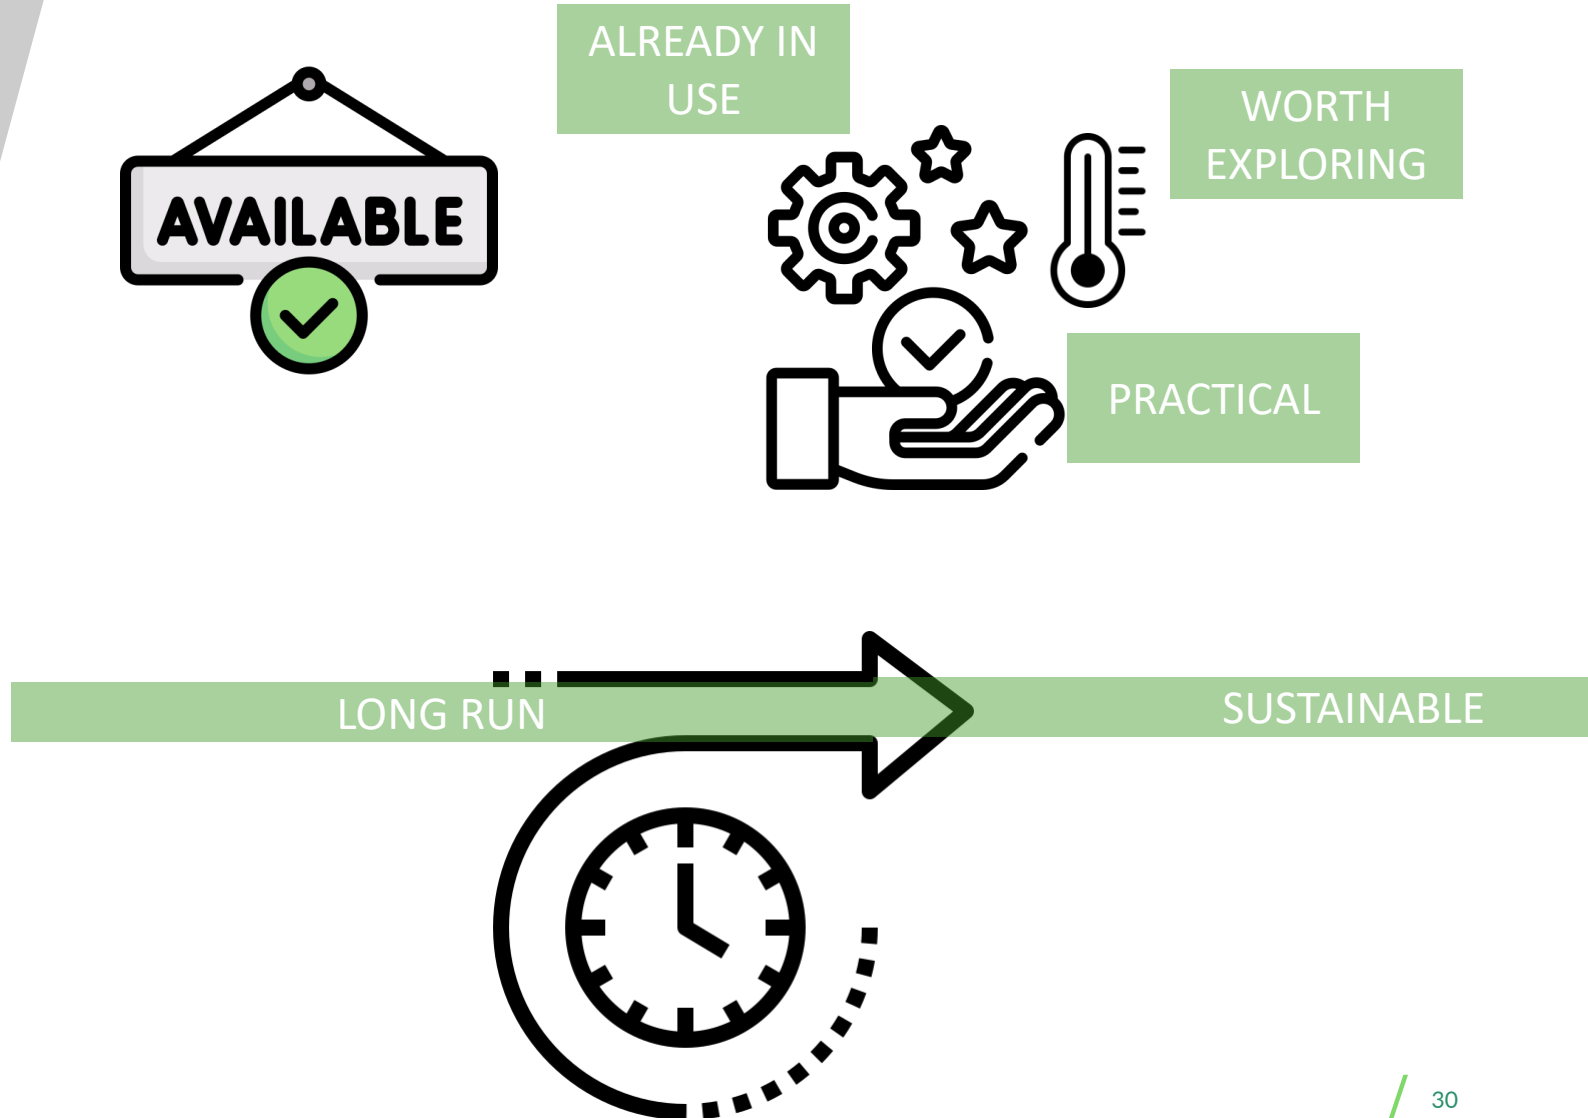 ALREADY IN
USE
WORTH
EXPLORING
AVAILABLE
PRACTICAL
LONG RUN
SUSTAINABLE
30